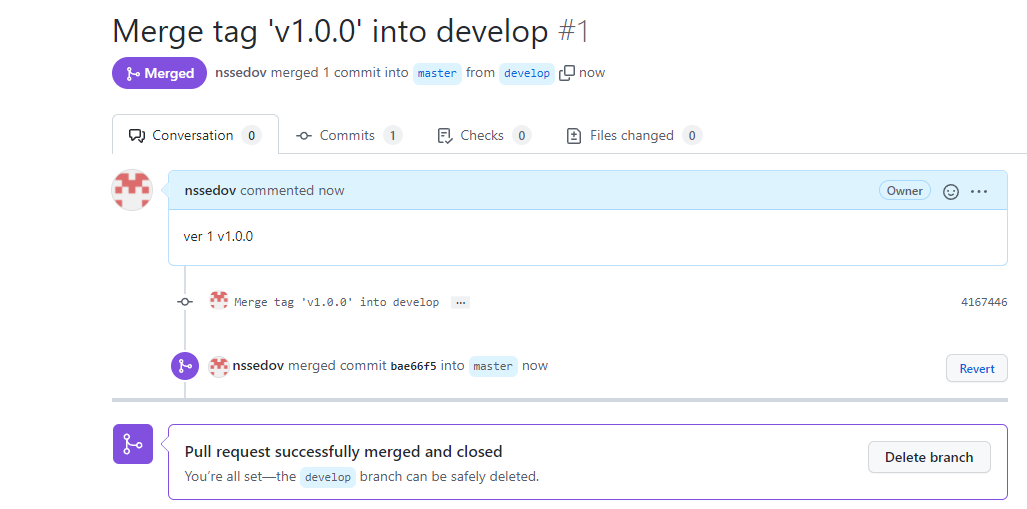 Merge tag 'v1.0.0' into develop #1
Merged nssedov merged 1 commit into master from develop now
Conversation 0 Commits 1 Checks 0 Files changed 0
nssedov commented now Owner
ver 1 v1.0.0
Merge tag 'v1.0.0' into develop … 4167446
nssedov merged commit bae66f5 into master now Revert
Pull request successfully merged and closed
You’re all set—the develop branch can be safely deleted.
Delete branch